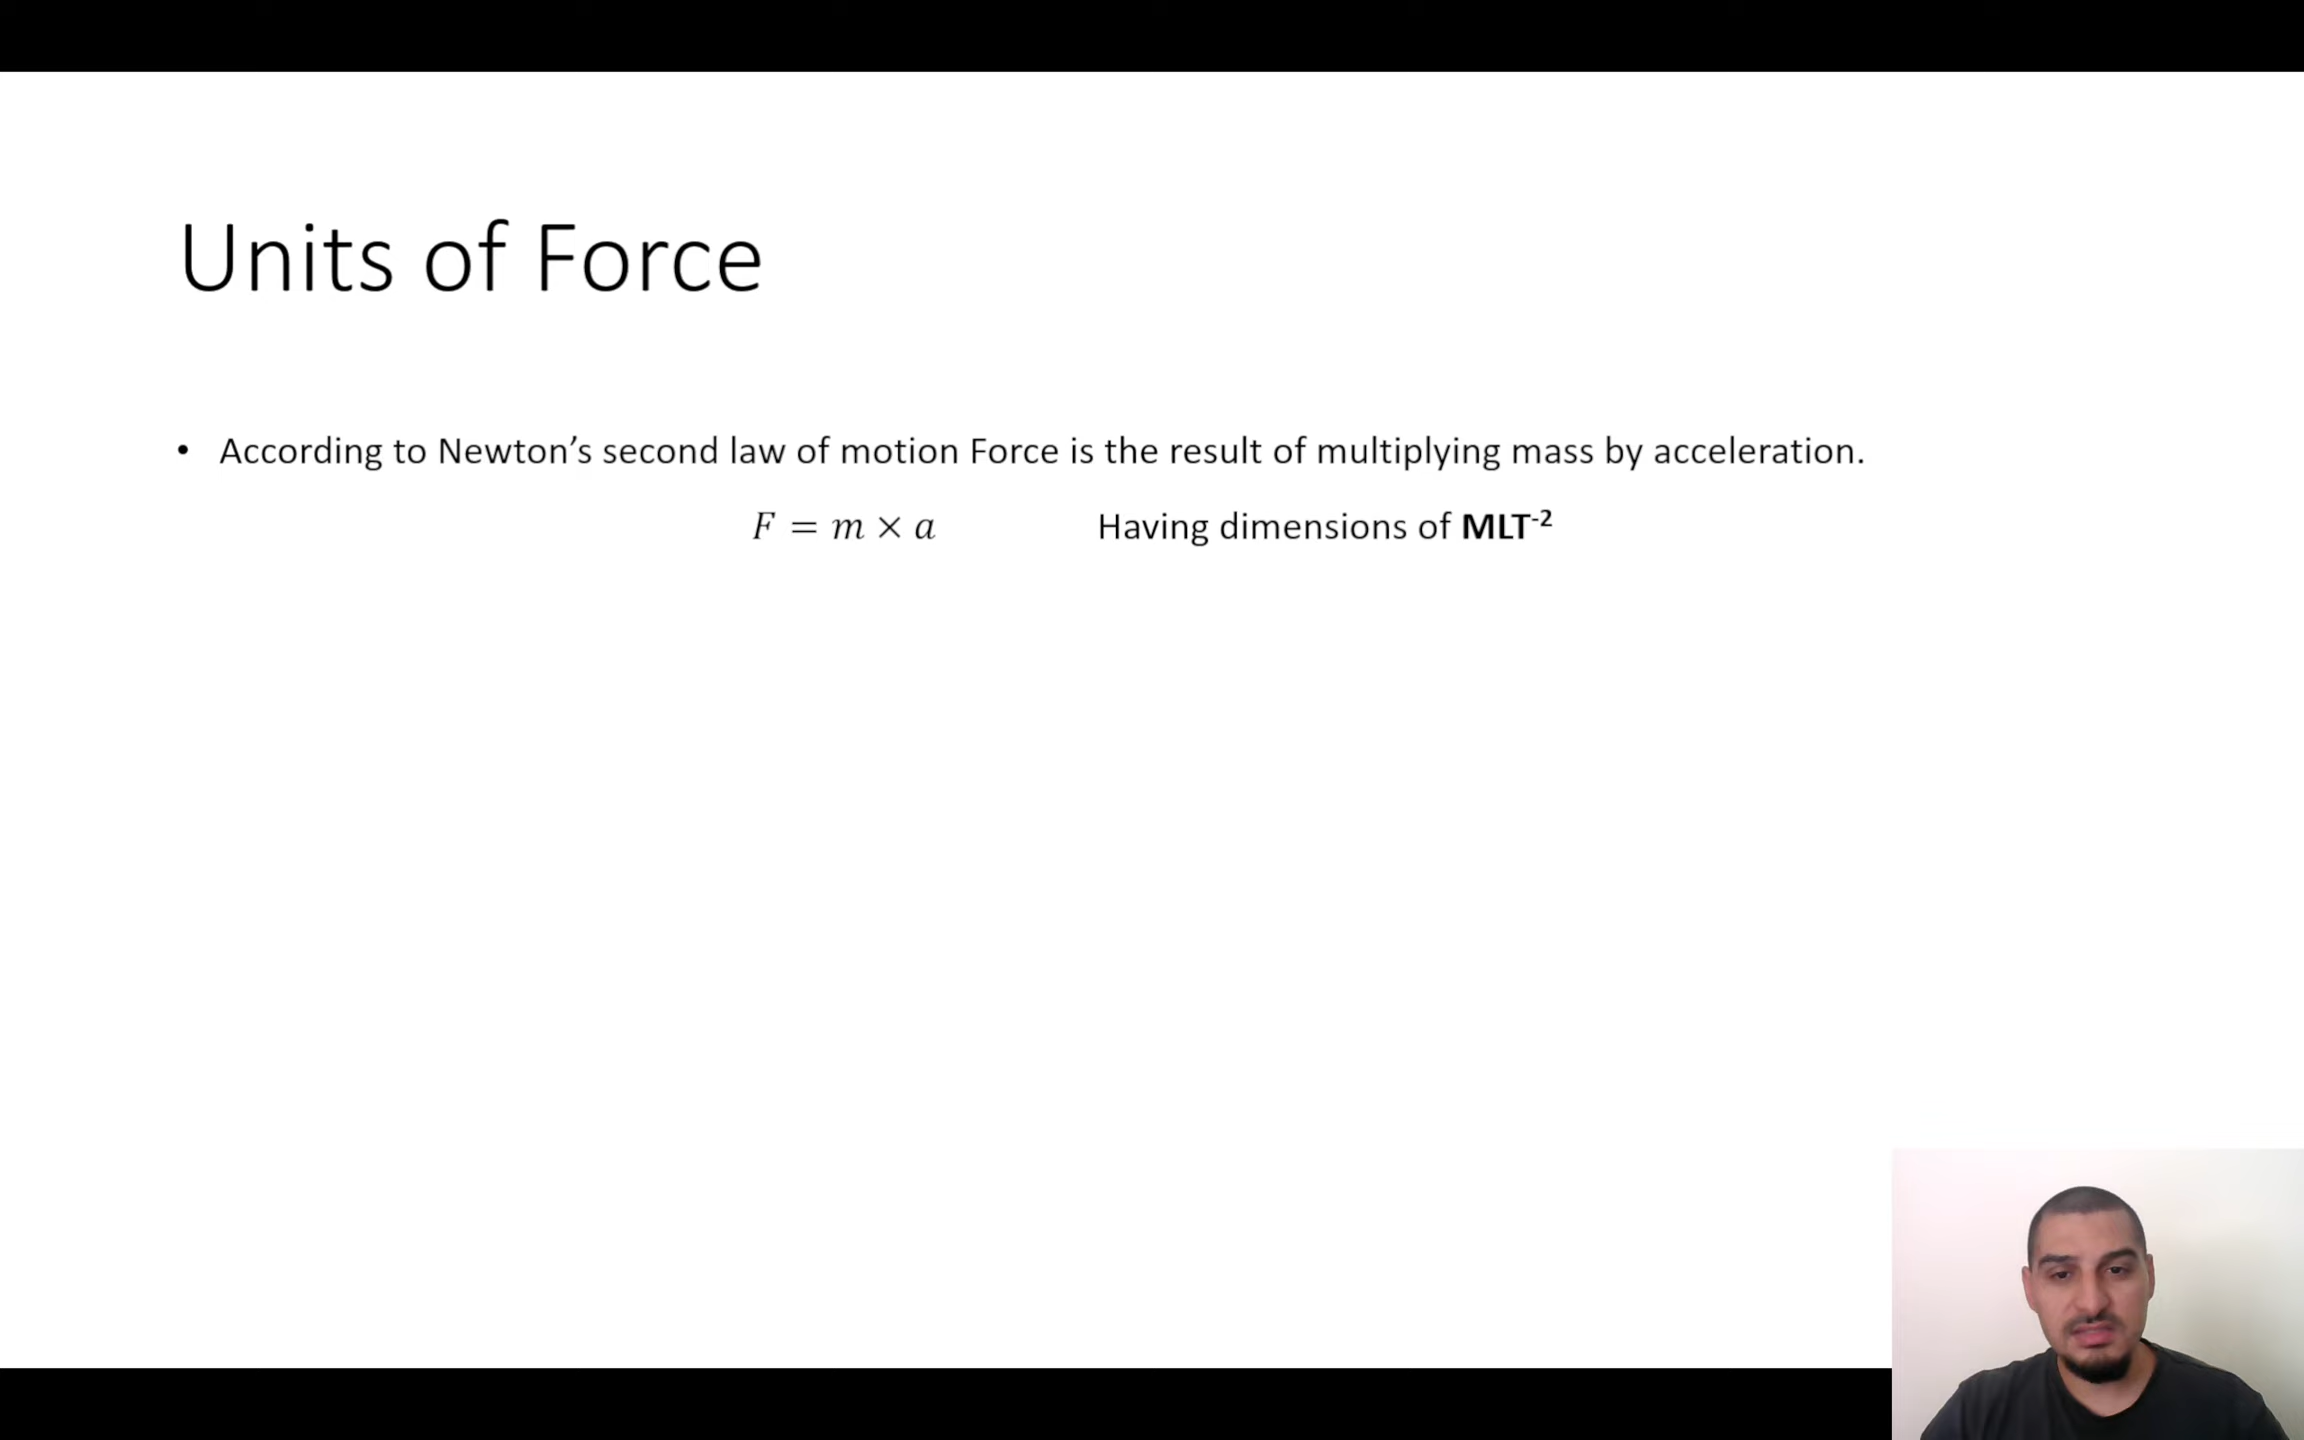 Units of Force
• According to Newton’s second law of motion Force is the result of multiplying mass by acceleration.
F = m × a Having dimensions of MLT⁻²